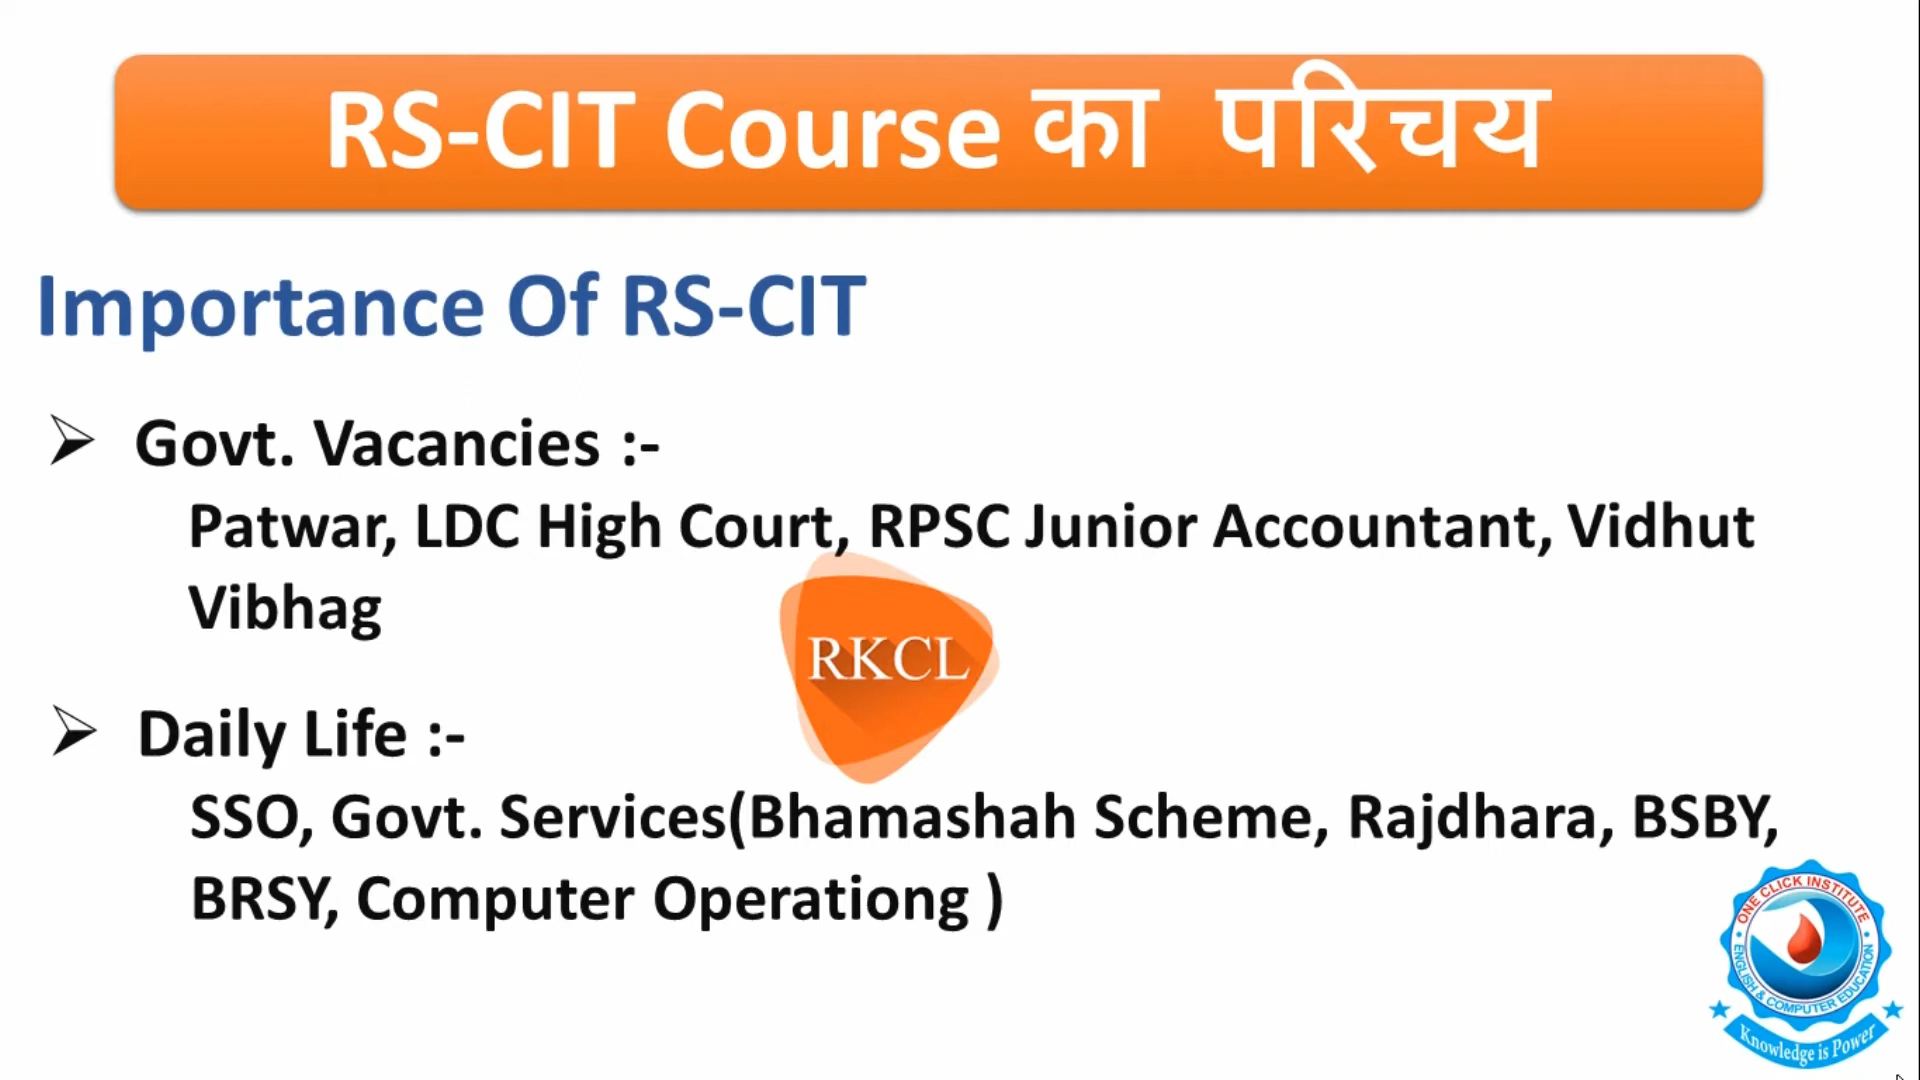 RS-CIT Course का परिचय
Importance Of RS-CIT
Govt. Vacancies :-
Patwar, LDC High Court, RPSC Junior Accountant, Vidhut
Vibhag
RKCL
Daily Life :-
SSO, Govt. Services(Bhamashah Scheme, Rajdhara, BSBY,
BRSY, Computer Operationg )
ONE CLICK INSTITUTE
ENGLISH & COMPUTER EDUCATION
Knowledge is Power